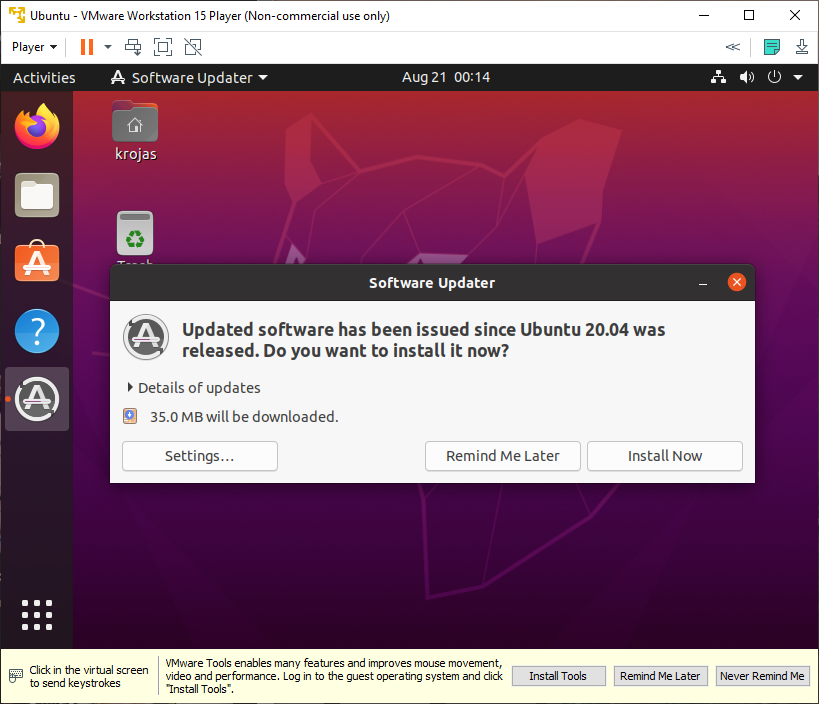 Ubuntu - VMware Workstation 15 Player (Non-commercial use only)
Player
Activities
Software Updater
Aug 21 00:14
krojas
Trash
Software Updater
Updated software has been issued since Ubuntu 20.04 was
released. Do you want to install it now?
Details of updates
35.0 MB will be downloaded.
Settings…
Remind Me Later
Install Now
Click in the virtual screen
to send keystrokes
VMware Tools enables many features and improves mouse movement,
video and performance. Log in to the guest operating system and click
"Install Tools".
Install Tools
Remind Me Later
Never Remind Me